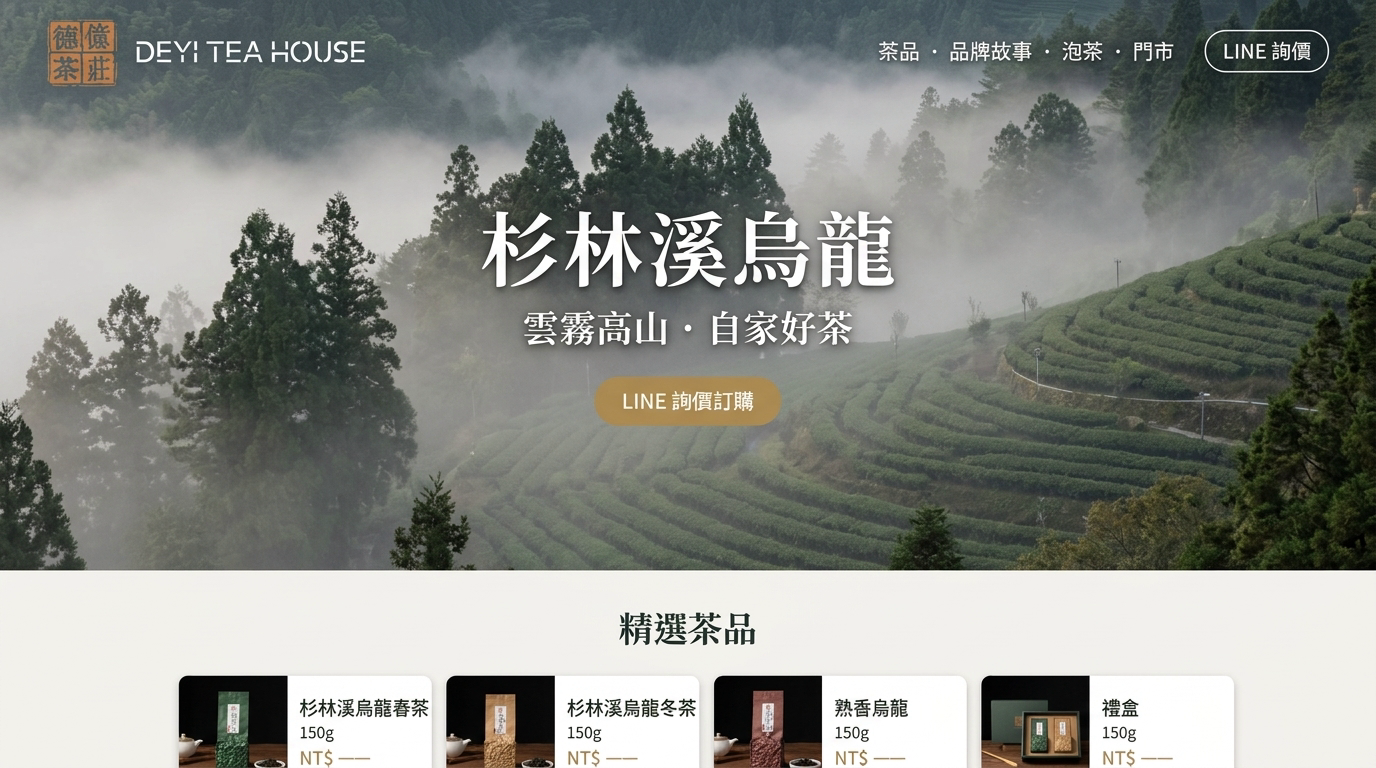 德億
茶莊
DEYI TEA HOUSE
茶品 · 品牌故事 · 泡茶 · 門市
LINE 詢價
杉林溪烏龍
雲霧高山 · 自家好茶
LINE 詢價訂購
精選茶品
杉林溪烏龍春茶
150g
NT$ ——
杉林溪烏龍冬茶
150g
NT$ ——
熟香烏龍
150g
NT$ ——
禮盒
150g
NT$ ——